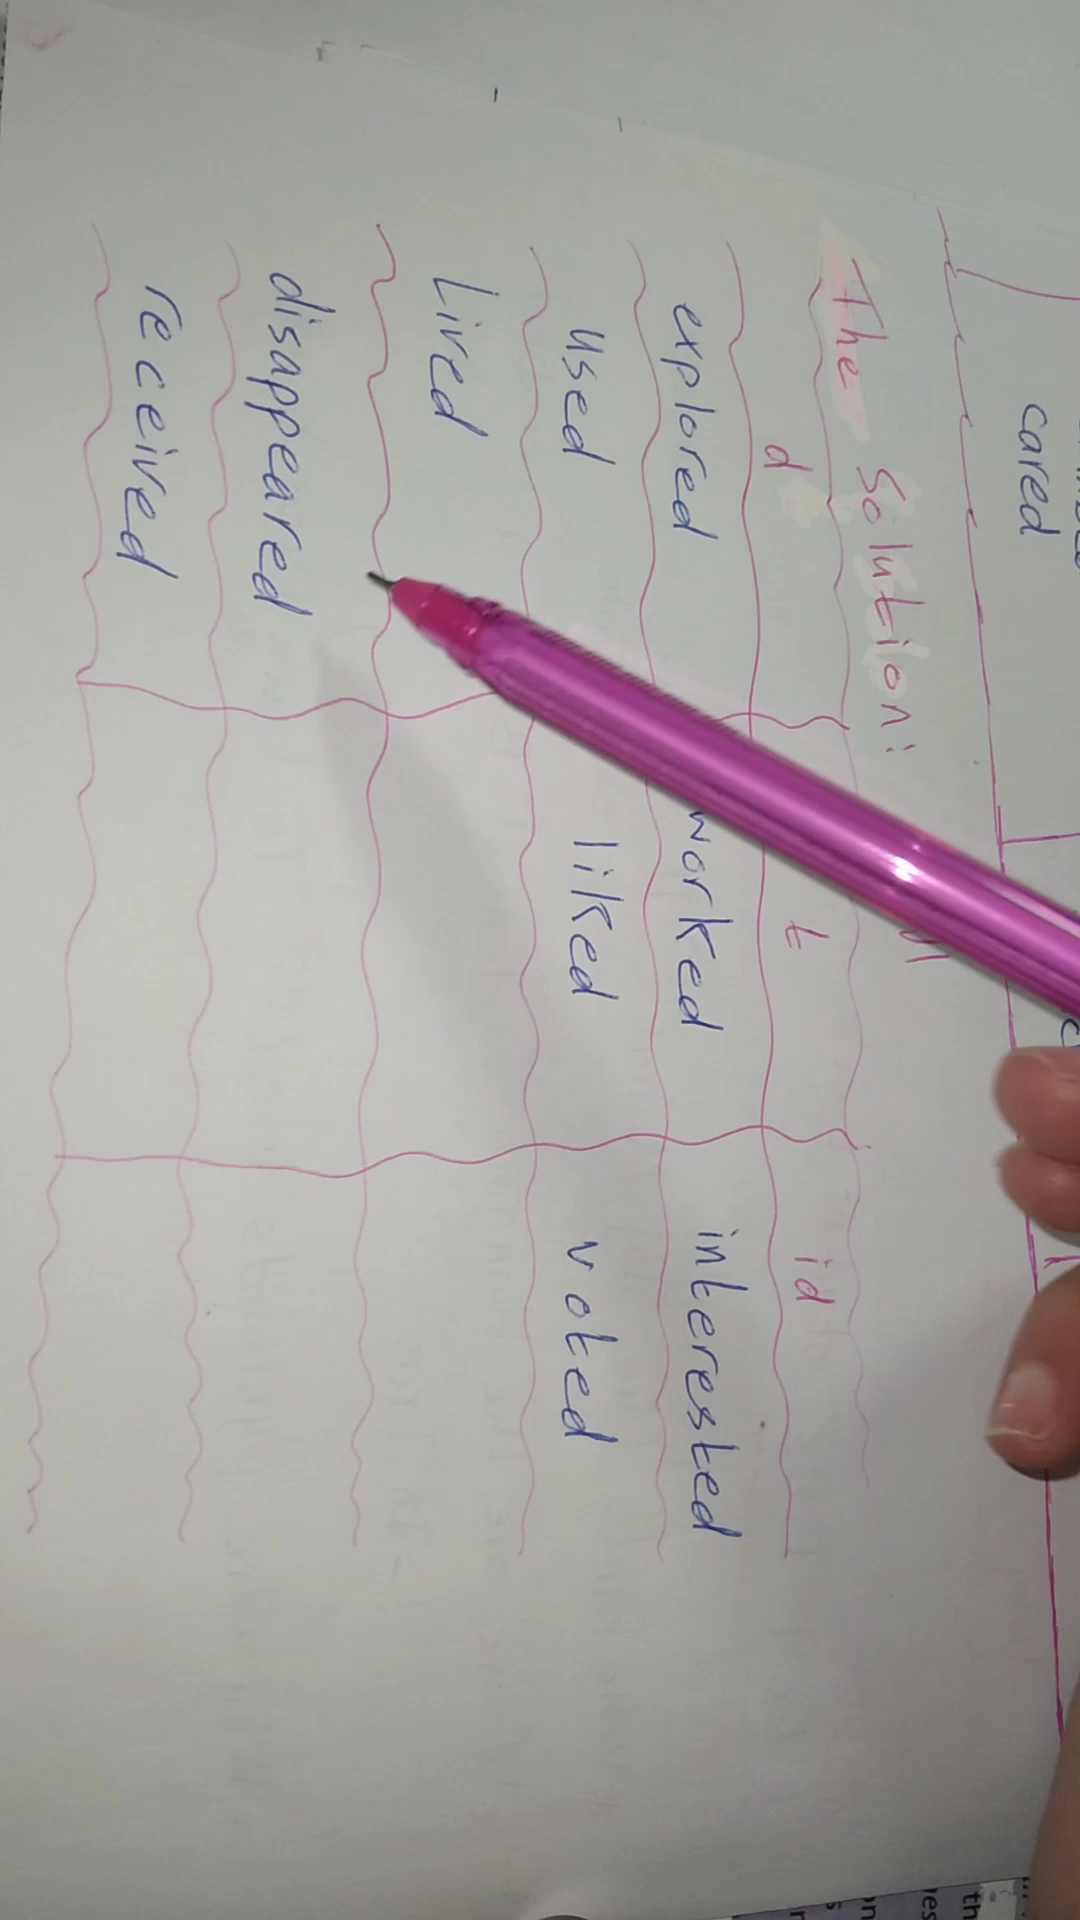 cared
The Solution:
d t id
explored worked interested
used liked voted
Lived
disappeared
received